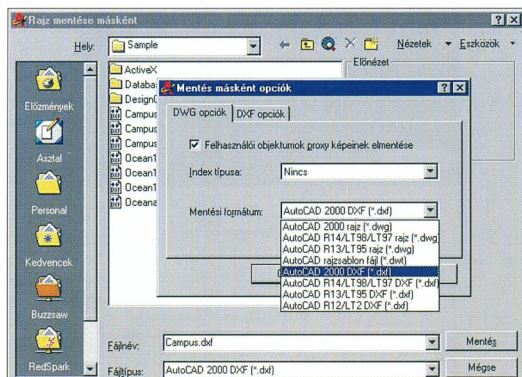 Rajz mentése másként
Hely: Sample
Nézetek
Eszközök
Előzmények
Asztal
Personal
Kedvencek
Buzzsaw
RedSpark
ActiveX
Databa
DesignC
Campus
Campus
Campus
Ocean1
Ocean1
Ocean1
Oceana
Előnézet
Mentés másként opciók
DWG opciók
DXF opciók
Felhasználói objektumok proxy képeinek elmentése
Index típusa: Nincs
Mentési formátum: AutoCAD 2000 DXF (*.dxf)
AutoCAD 2000 rajz (*.dwg)
AutoCAD R14/LT98/LT97 rajz (*.dwg
AutoCAD R13/LT95 rajz (*.dwg)
AutoCAD rajzsablon fájl (*.dwt)
AutoCAD 2000 DXF (*.dxf)
AutoCAD R14/LT98/LT97 DXF (*.dxf)
AutoCAD R13/LT95 DXF (*.dxf)
AutoCAD R12/LT2 DXF (*.dxf)
Fájlnév: Campus.dxf
Mentés
Fájltípus: AutoCAD 2000 DXF (*.dxf)
Mégse